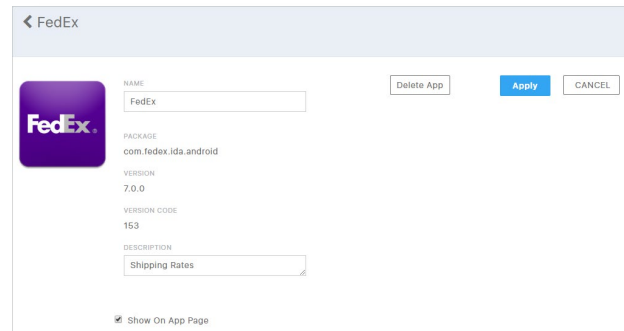 FedEx
NAME
Delete App
Apply
CANCEL
FedEx
FedEx®
PACKAGE
com.fedex.ida.android
VERSION
7.0.0
VERSION CODE
153
DESCRIPTION
Shipping Rates
Show On App Page